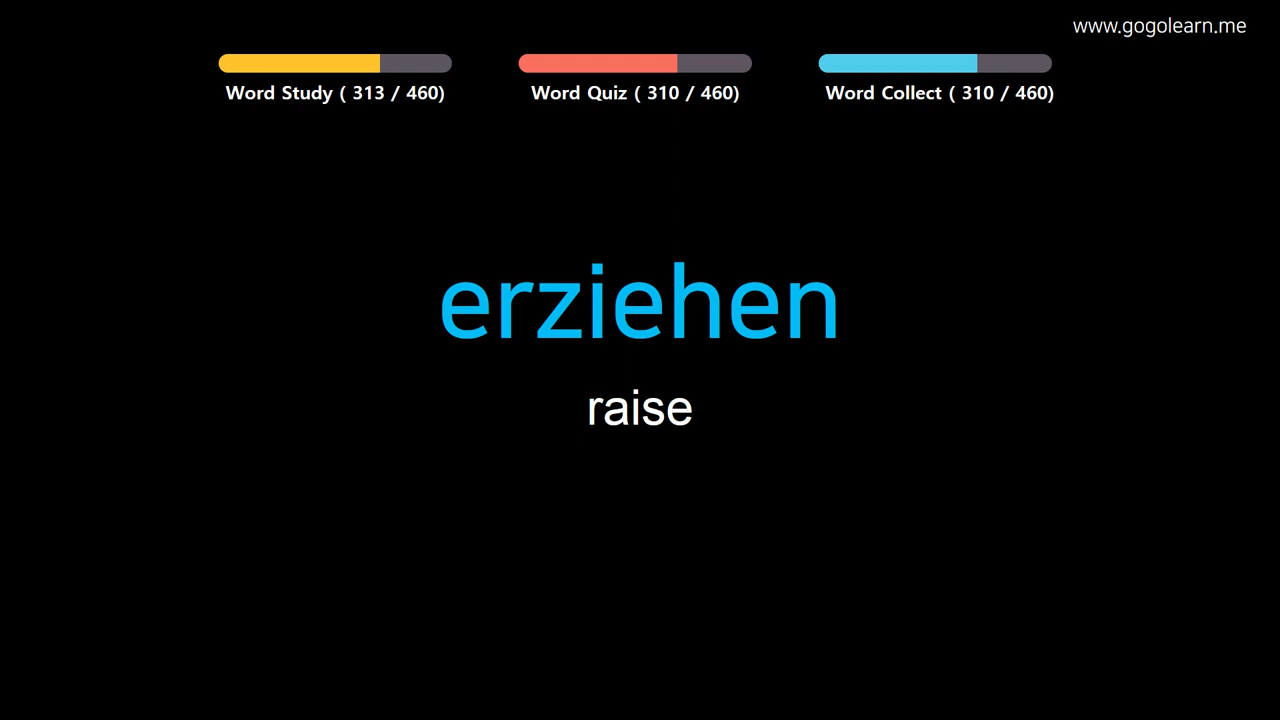 www.gogolearn.me
Word Study ( 313 / 460)
Word Quiz ( 310 / 460)
Word Collect ( 310 / 460)
erziehen
raise